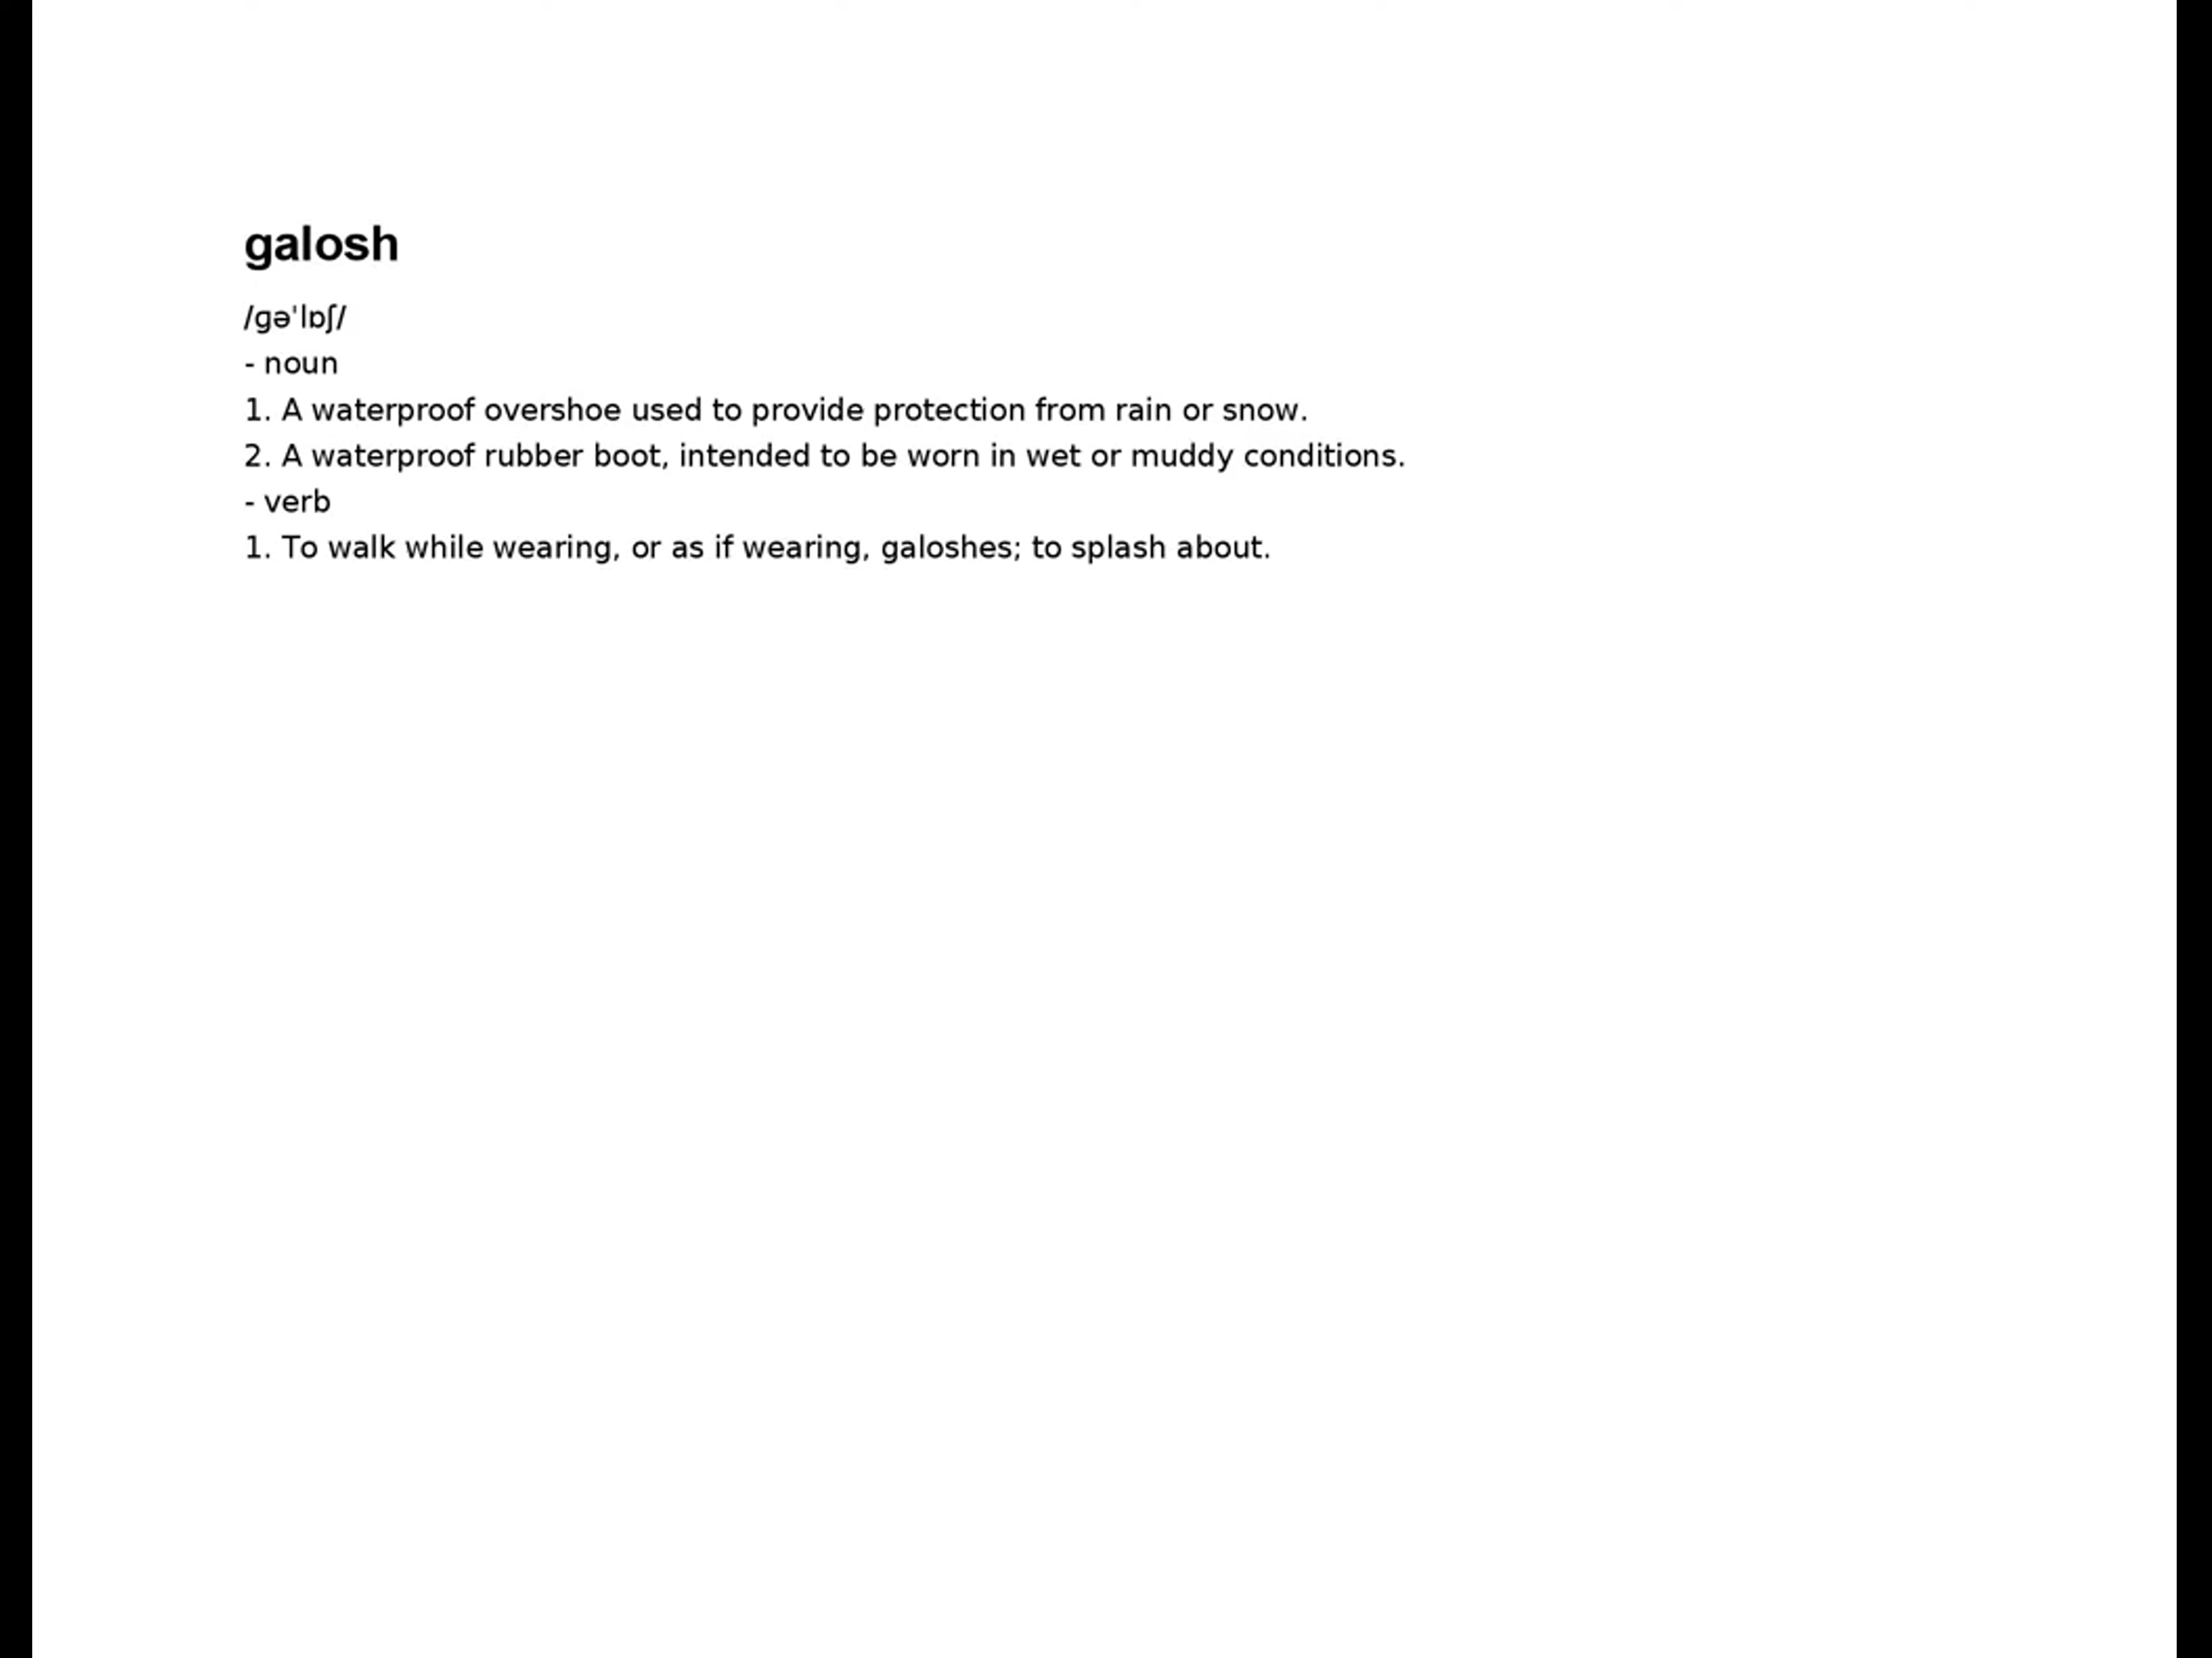 galosh
/ɡəˈlɒʃ/
- noun
1. A waterproof overshoe used to provide protection from rain or snow.
2. A waterproof rubber boot, intended to be worn in wet or muddy conditions.
- verb
1. To walk while wearing, or as if wearing, galoshes; to splash about.